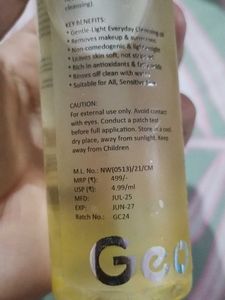 cleansing).
KEY BENEFITS:
* Gentle-Light Everyday Cleansing Oil
* Removes makeup & sunscreen
* Non-comedogenic & lightweight
* Leaves skin soft, not stripped
* Rich in antioxidants &
* Rinses off clean with water
* Suitable for All, Sensitive
CAUTION:
For external use only. Avoid contact
with eyes. Conduct a patch test
before full application. Store in a cool
dry place, away from sunlight. Keep
away from Children
M.L. No.: NW(0513)/21/CM
MRP (₹): 499/-
USP (₹): 4.99/ml
MFD: JUL-25
EXP: JUN-27
Batch No.: GC24
Geo